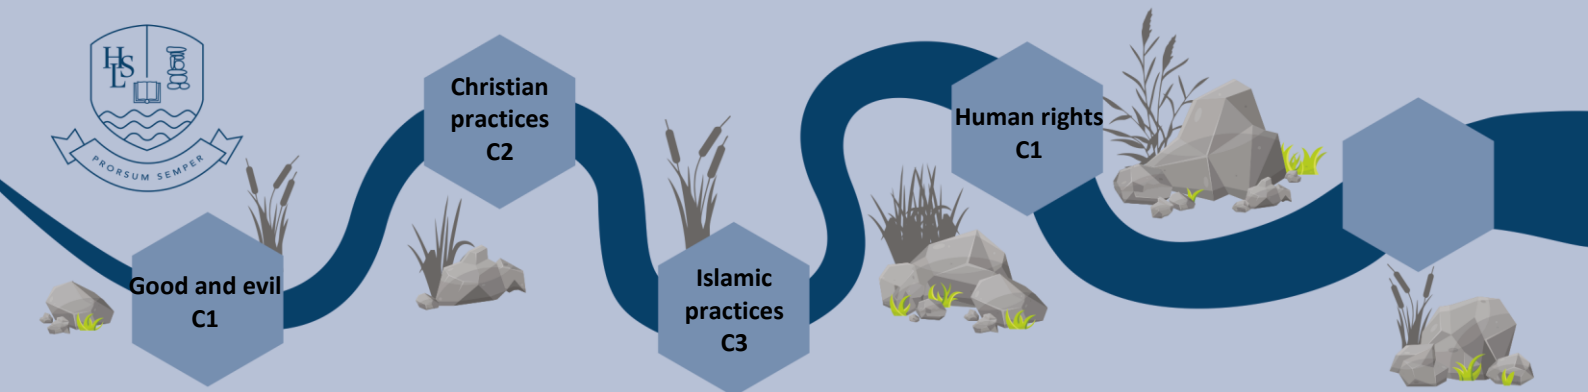 HLS
PRORSUM SEMPER
Good and evil
C1
Christian
practices
C2
Islamic
practices
C3
Human rights
C1